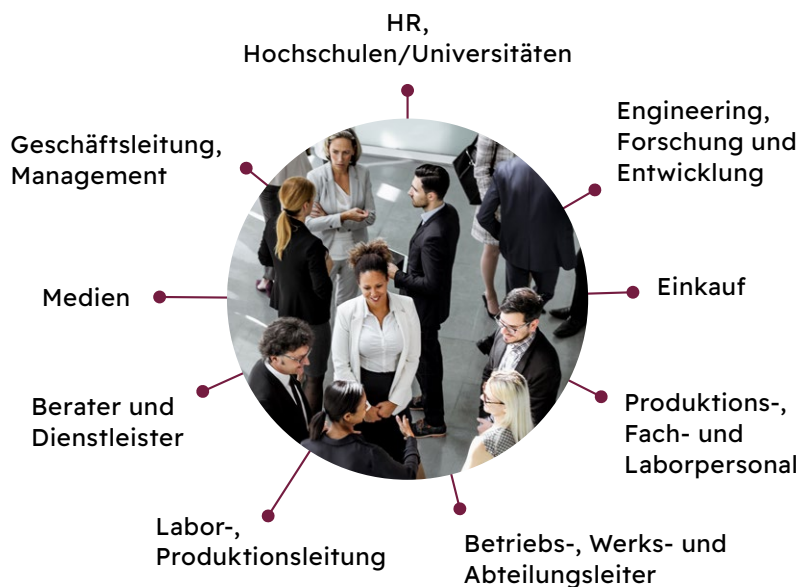 HR,
Hochschulen/Universitäten
Engineering,
Forschung und
Entwicklung
Einkauf
Produktions-,
Fach- und
Laborpersonal
Betriebs-, Werks- und
Abteilungsleiter
Labor-,
Produktionsleitung
Berater und
Dienstleister
Medien
Geschäftsleitung,
Management